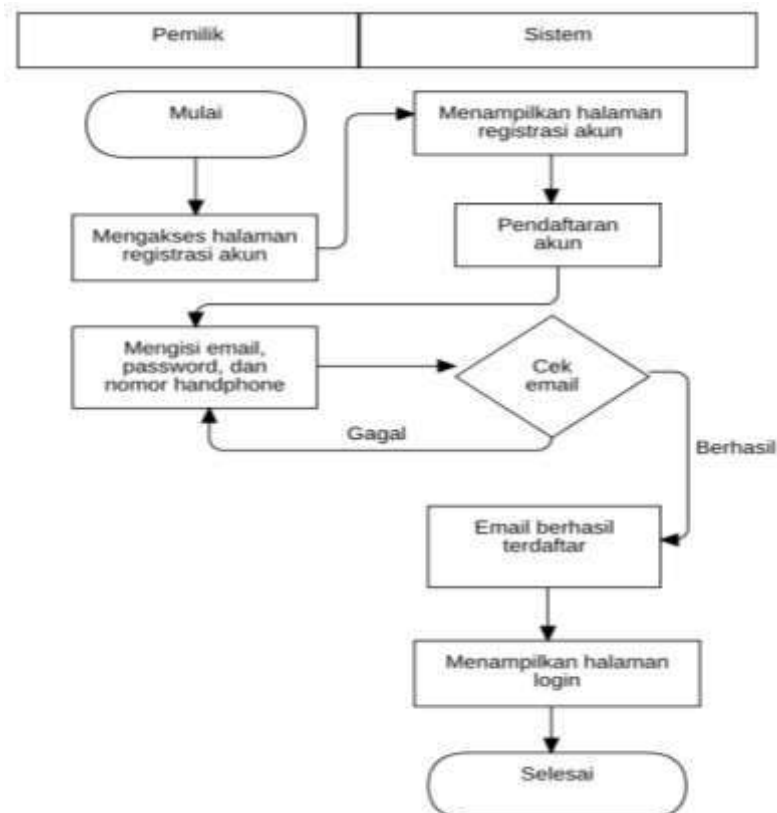 Pemilik
Sistem
Mulai
Menampilkan halaman
registrasi akun
Mengakses halaman
registrasi akun
Pendaftaran
akun
Mengisi email,
password, dan
nomor handphone
Cek
email
Gagal
Berhasil
Email berhasil
terdaftar
Menampilkan halaman
login
Selesai